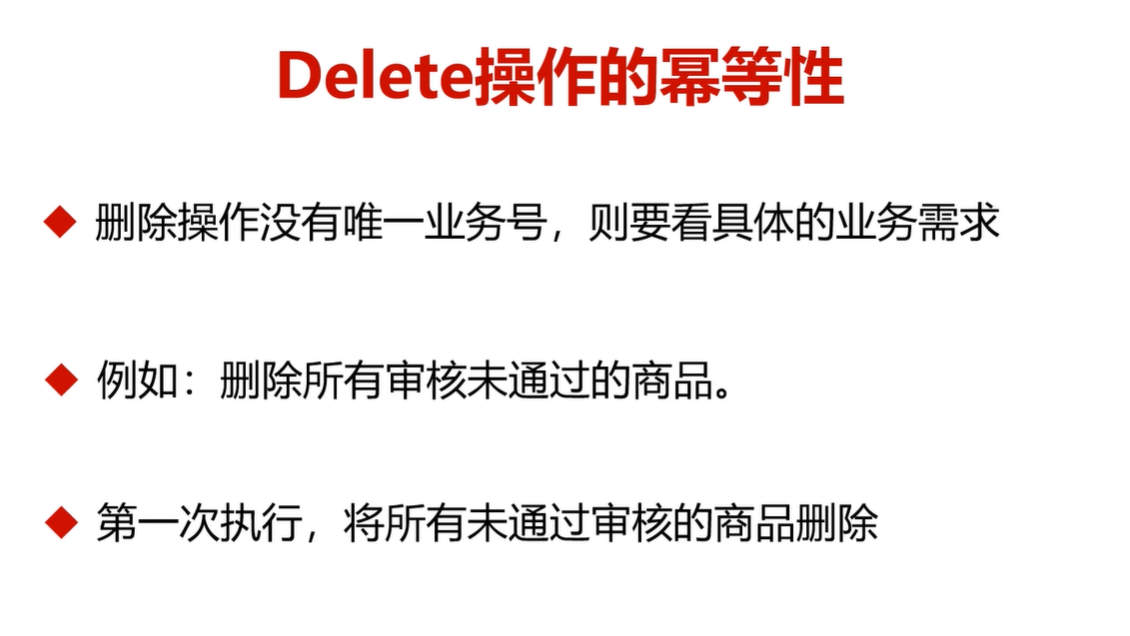 Delete操作的幂等性
删除操作没有唯一业务号，则要看具体的业务需求
例如：删除所有审核未通过的商品。
第一次执行，将所有未通过审核的商品删除